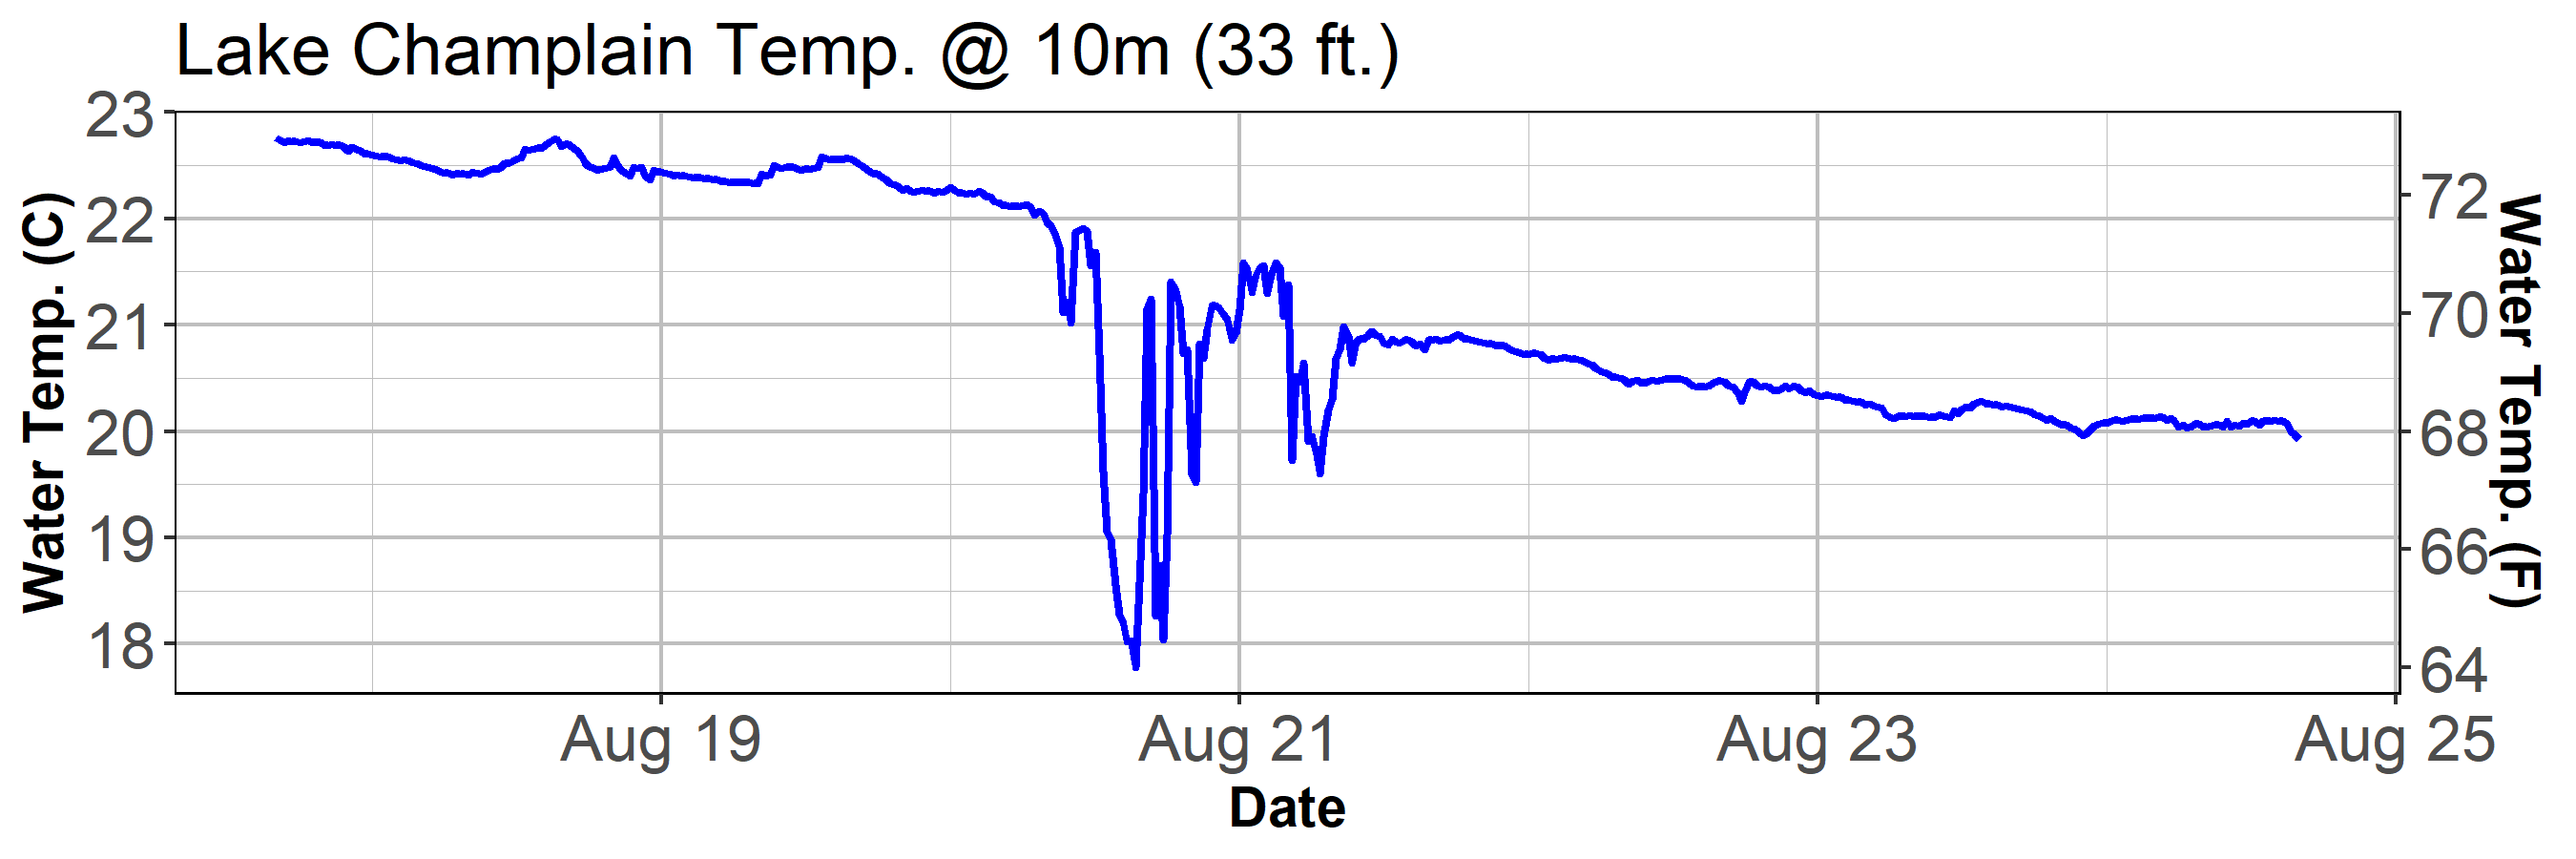 Lake Champlain Temp. @ 10m (33 ft.)
Water Temp. (C)
23
22
21
20
19
18
72
70
68
66
64
Water Temp. (F)
Aug 19
Aug 21
Aug 23
Aug 25
Date